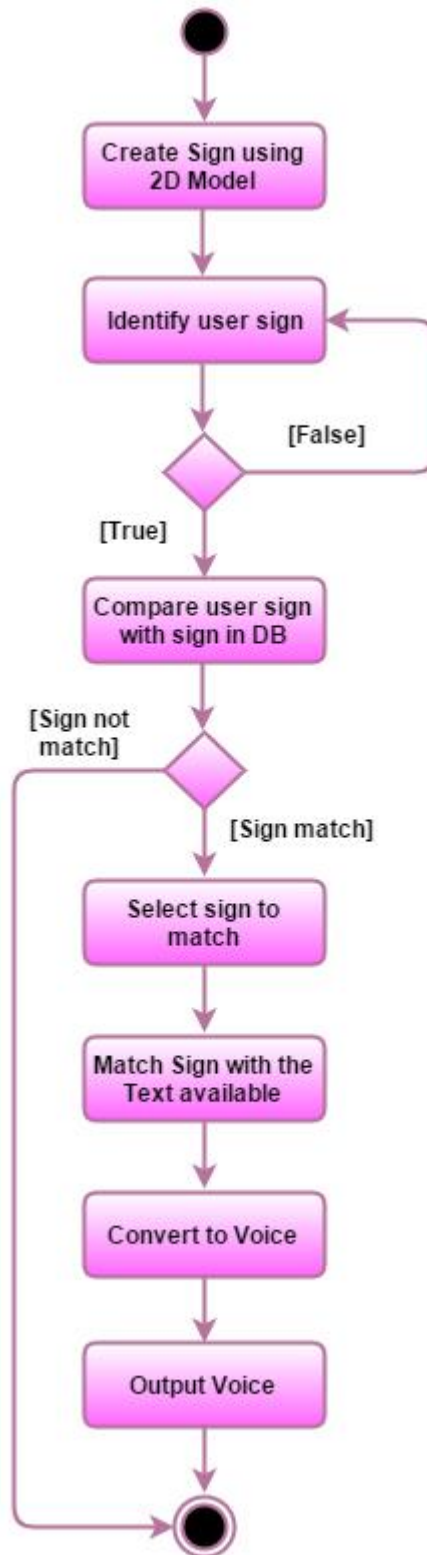 Create Sign using
2D Model
Identify user sign
[False]
[True]
Compare user sign
with sign in DB
[Sign not
match]
[Sign match]
Select sign to
match
Match Sign with the
Text available
Convert to Voice
Output Voice